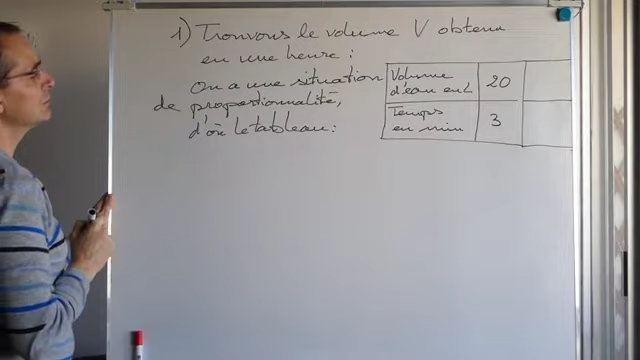 1) Trouvons le volume V obtenu
en une heure :
On a une situation
de proportionnalité,
d'où le tableau :
Volume
d'eau en L
20
Temps
en min
3